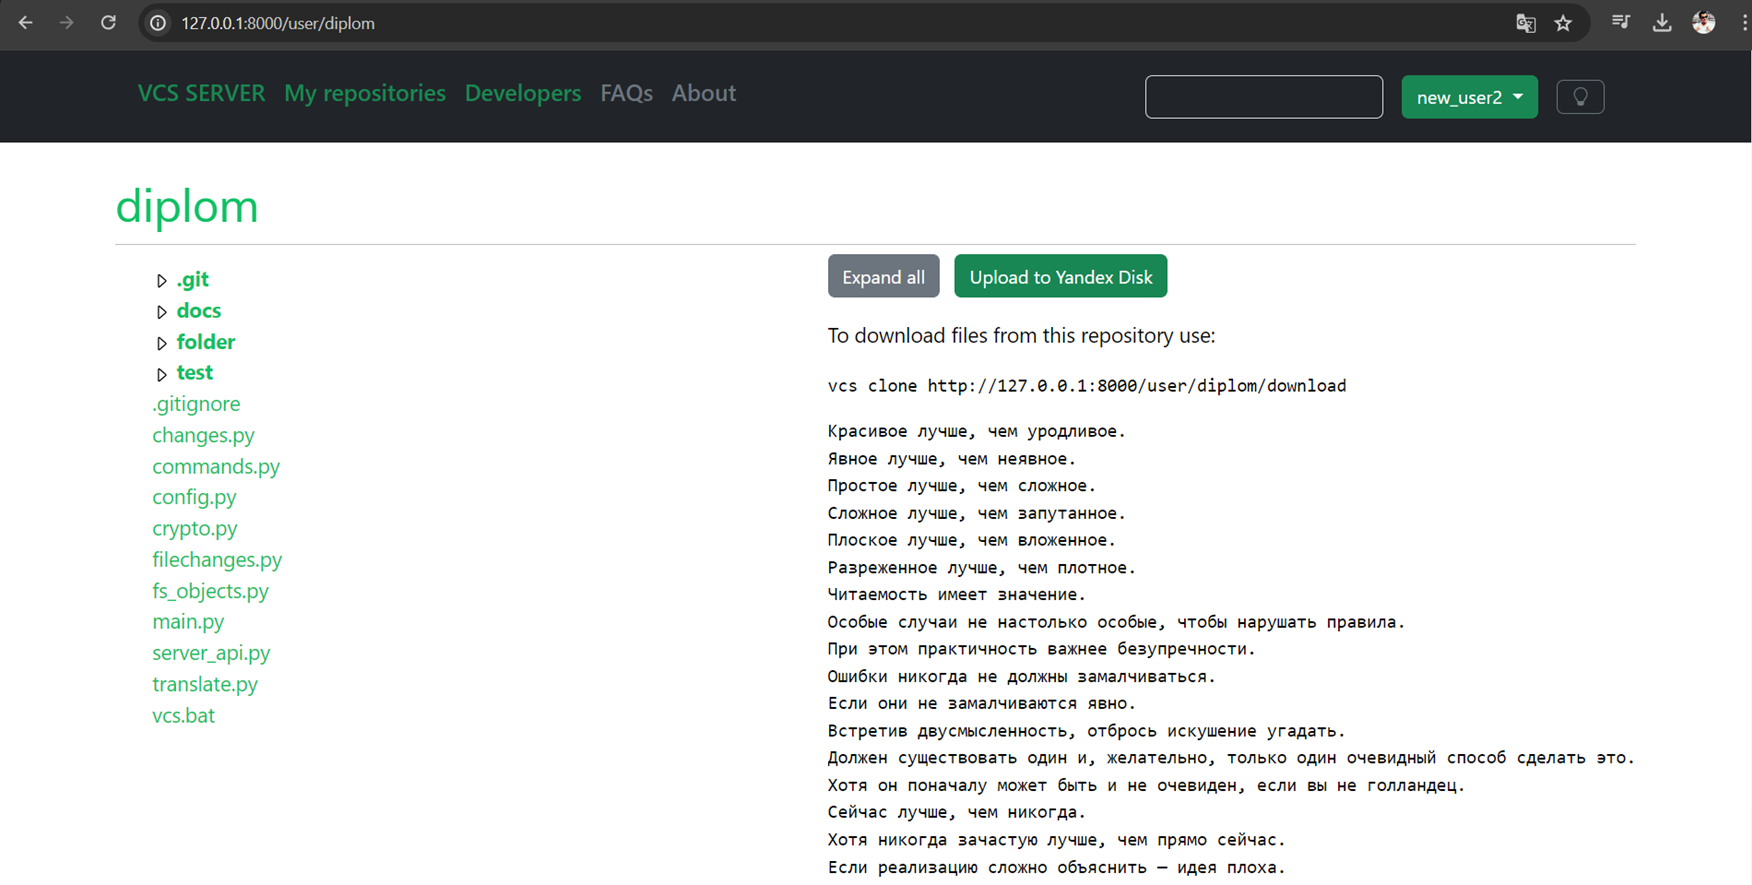 127.0.0.1:8000/user/diplom
VCS SERVER My repositories Developers FAQs About new_user2
diplom
.git
docs
folder
test
.gitignore
changes.py
commands.py
config.py
crypto.py
filechanges.py
fs_objects.py
main.py
server_api.py
translate.py
vcs.bat
Expand all Upload to Yandex Disk
To download files from this repository use:
vcs clone http://127.0.0.1:8000/user/diplom/download
Красивое лучше, чем уродливое.
Явное лучше, чем неявное.
Простое лучше, чем сложное.
Сложное лучше, чем запутанное.
Плоское лучше, чем вложенное.
Разреженное лучше, чем плотное.
Читаемость имеет значение.
Особые случаи не настолько особые, чтобы нарушать правила.
При этом практичность важнее безупречности.
Ошибки никогда не должны замалчиваться.
Если они не замалчиваются явно.
Встретив двусмысленность, отбрось искушение угадать.
Должен существовать один и, желательно, только один очевидный способ сделать это.
Хотя он поначалу может быть и не очевиден, если вы не голландец.
Сейчас лучше, чем никогда.
Хотя никогда зачастую лучше, чем прямо сейчас.
Если реализацию сложно объяснить — идея плоха.